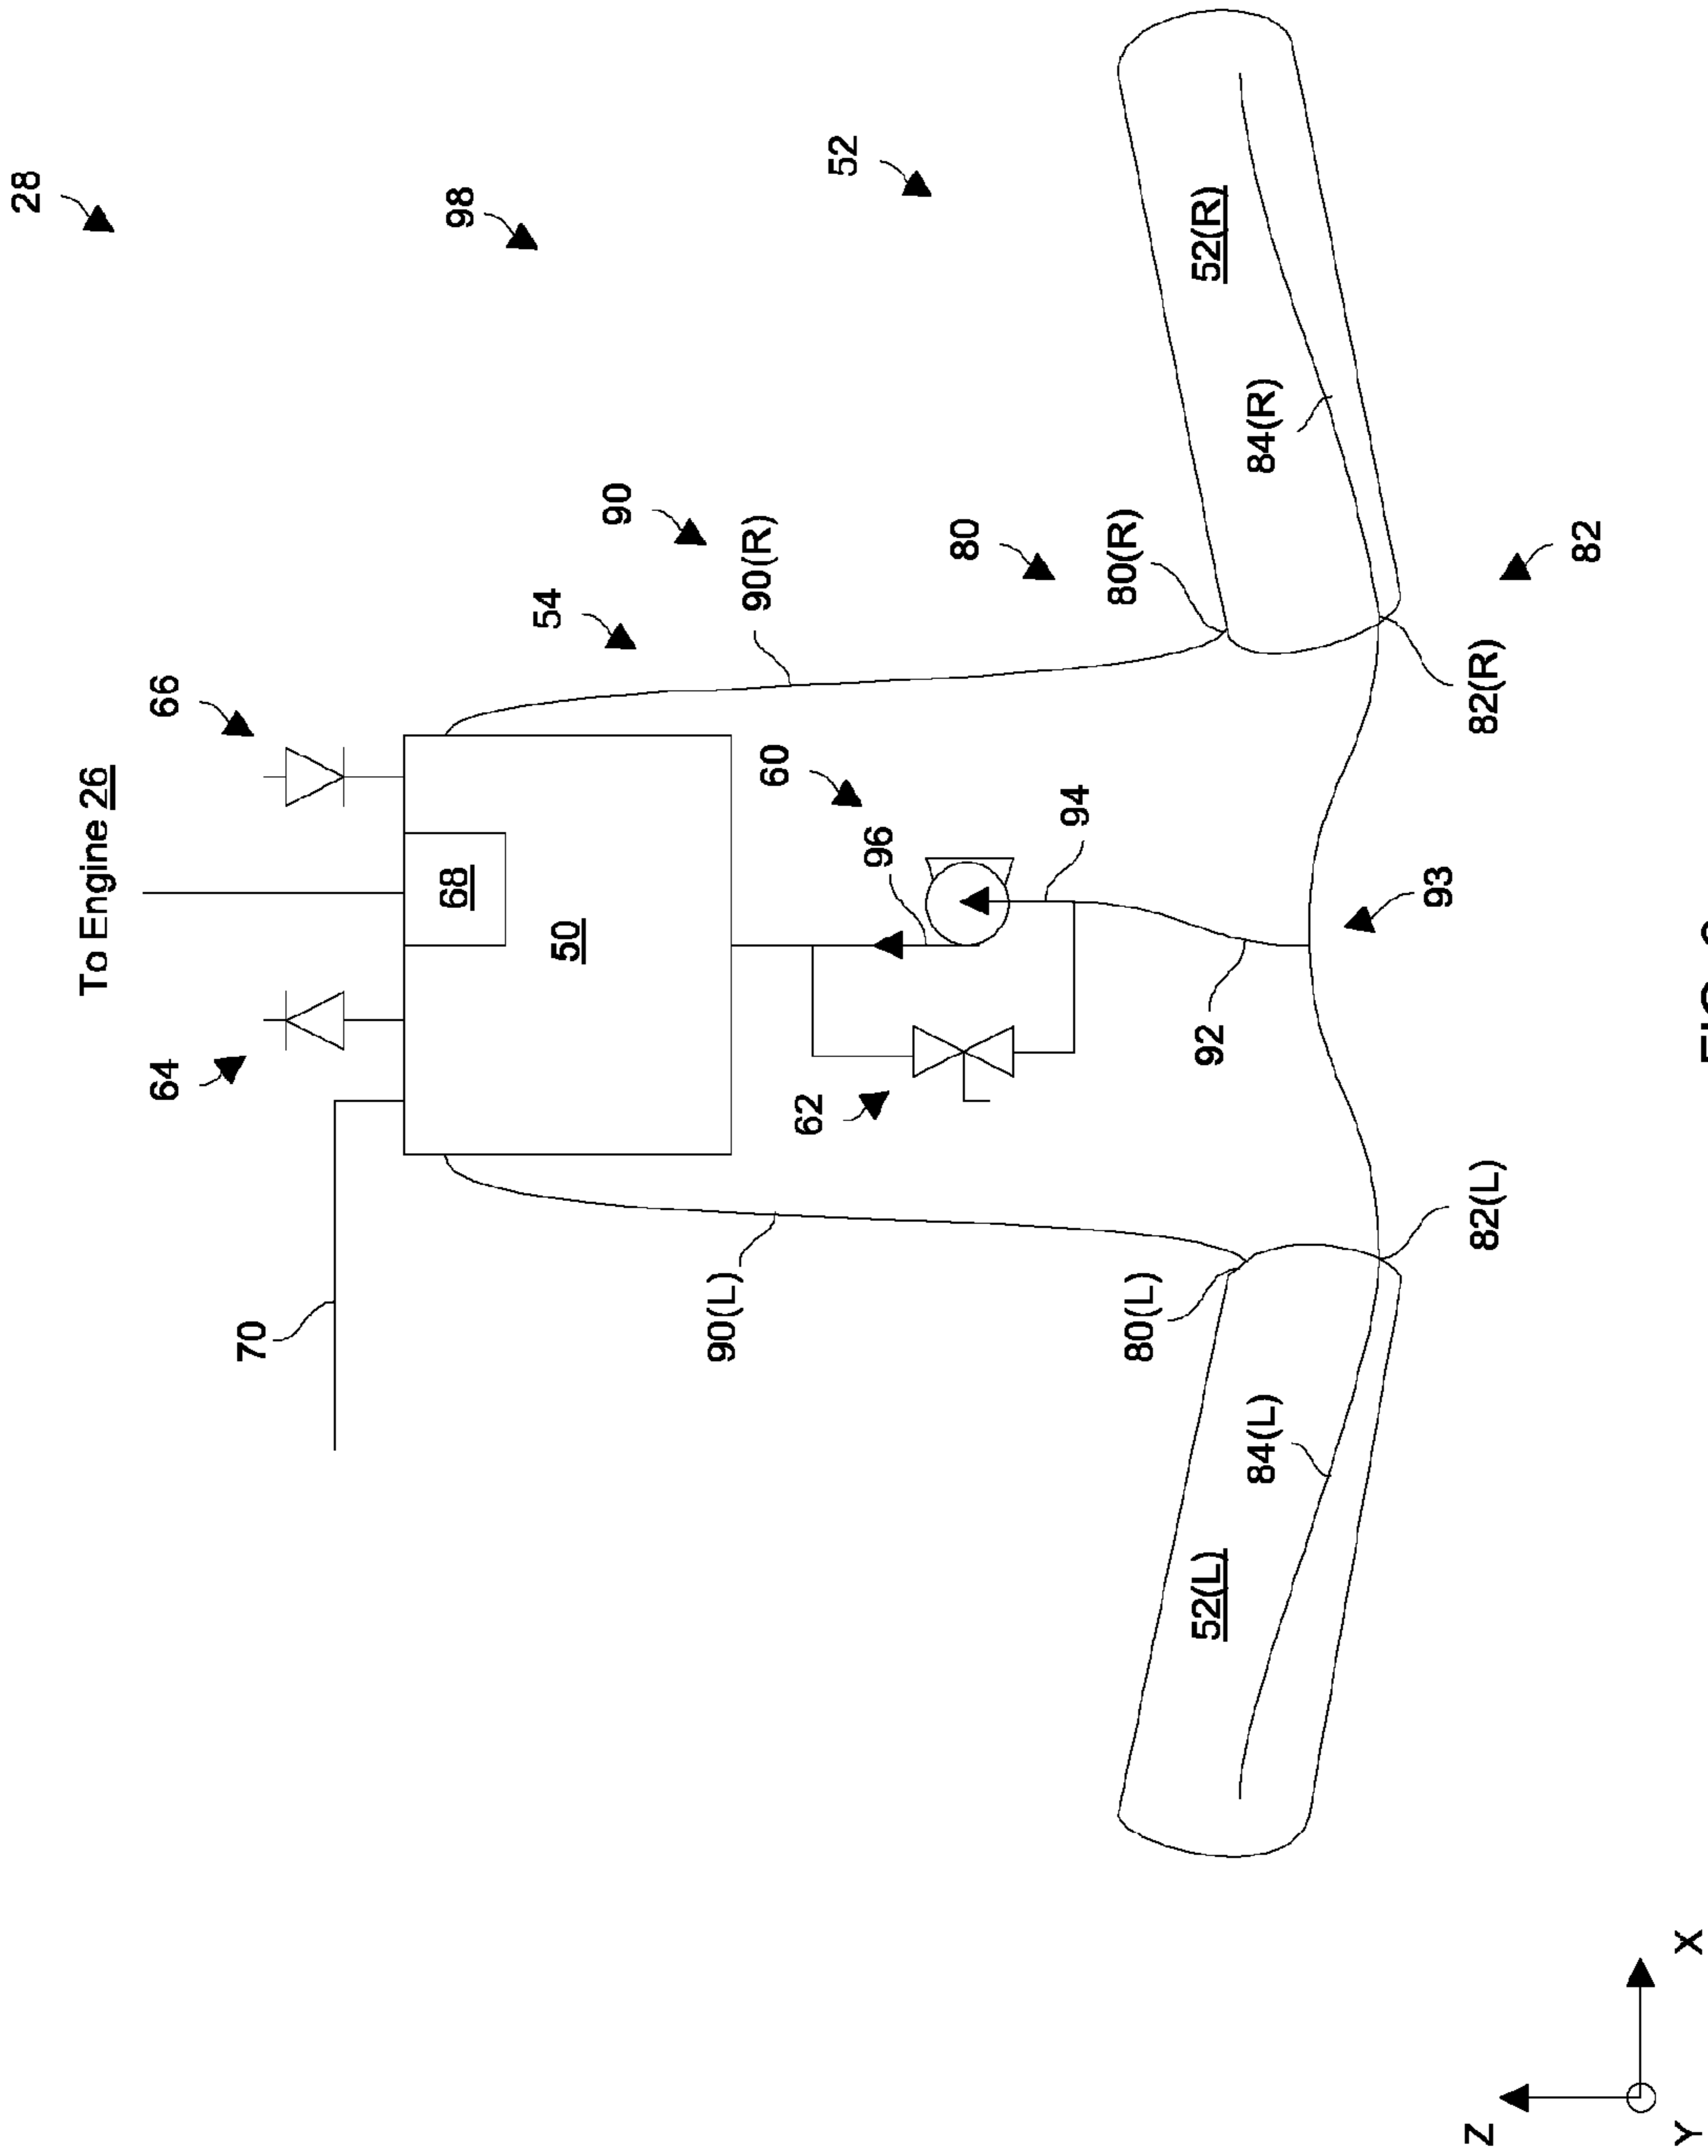 28
98
52
To Engine 26
66
64
68
50
70
54
90
90(R)
90(L)
60
96
62
94
80
80(R)
80(L)
92
93
52(R)
84(R)
52(L)
84(L)
82(R)
82
82(L)
Z
Y
X